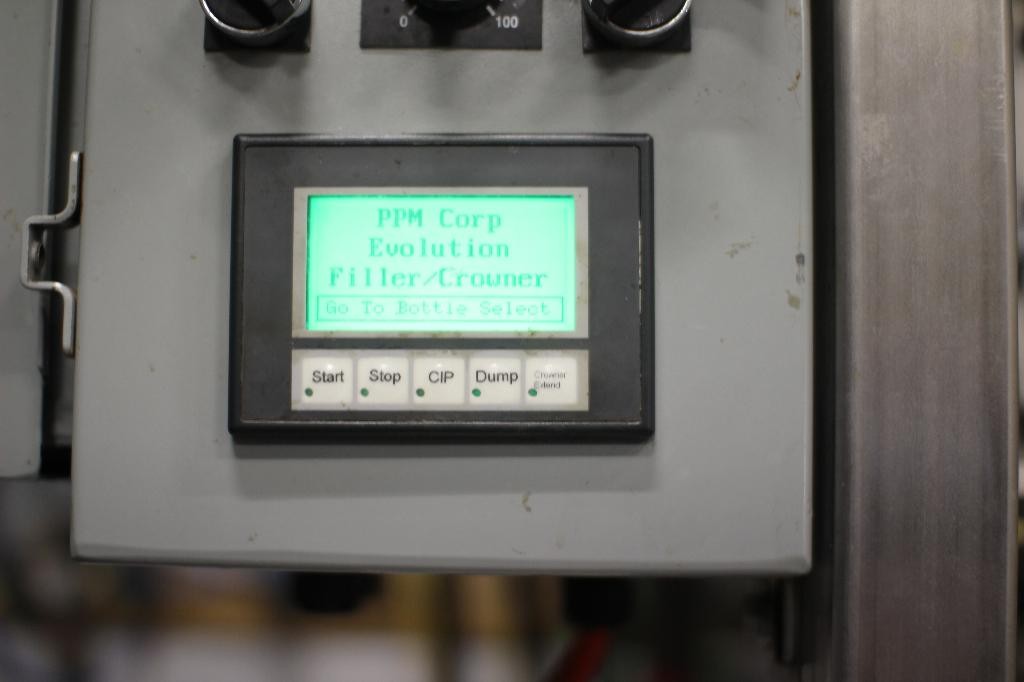 0 100
PPM Corp
Evolution
Filler/Crowner
Go To Bottle Select
Start Stop CIP Dump Crowner
Extend